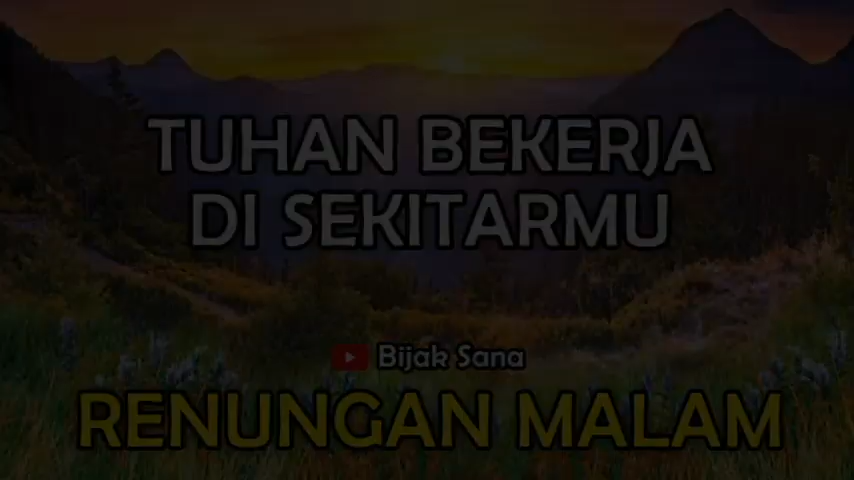 TUHAN BEKERJA
DI SEKITARMU
Bijak Sana
RENUNGAN MALAM